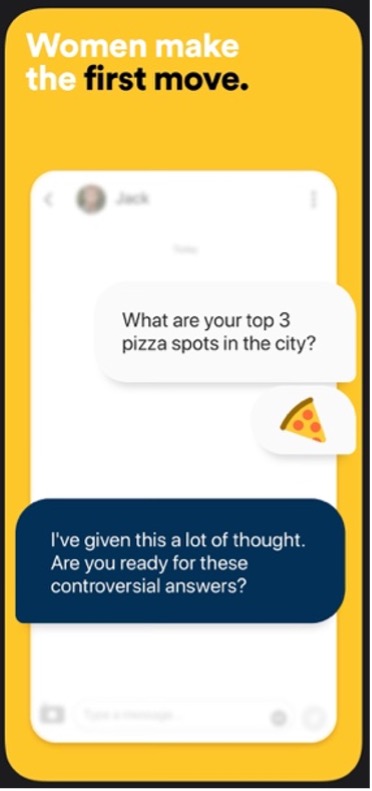 Women make
the first move.
Jack
Today
What are your top 3
pizza spots in the city?
I've given this a lot of thought.
Are you ready for these
controversial answers?
Type a message...